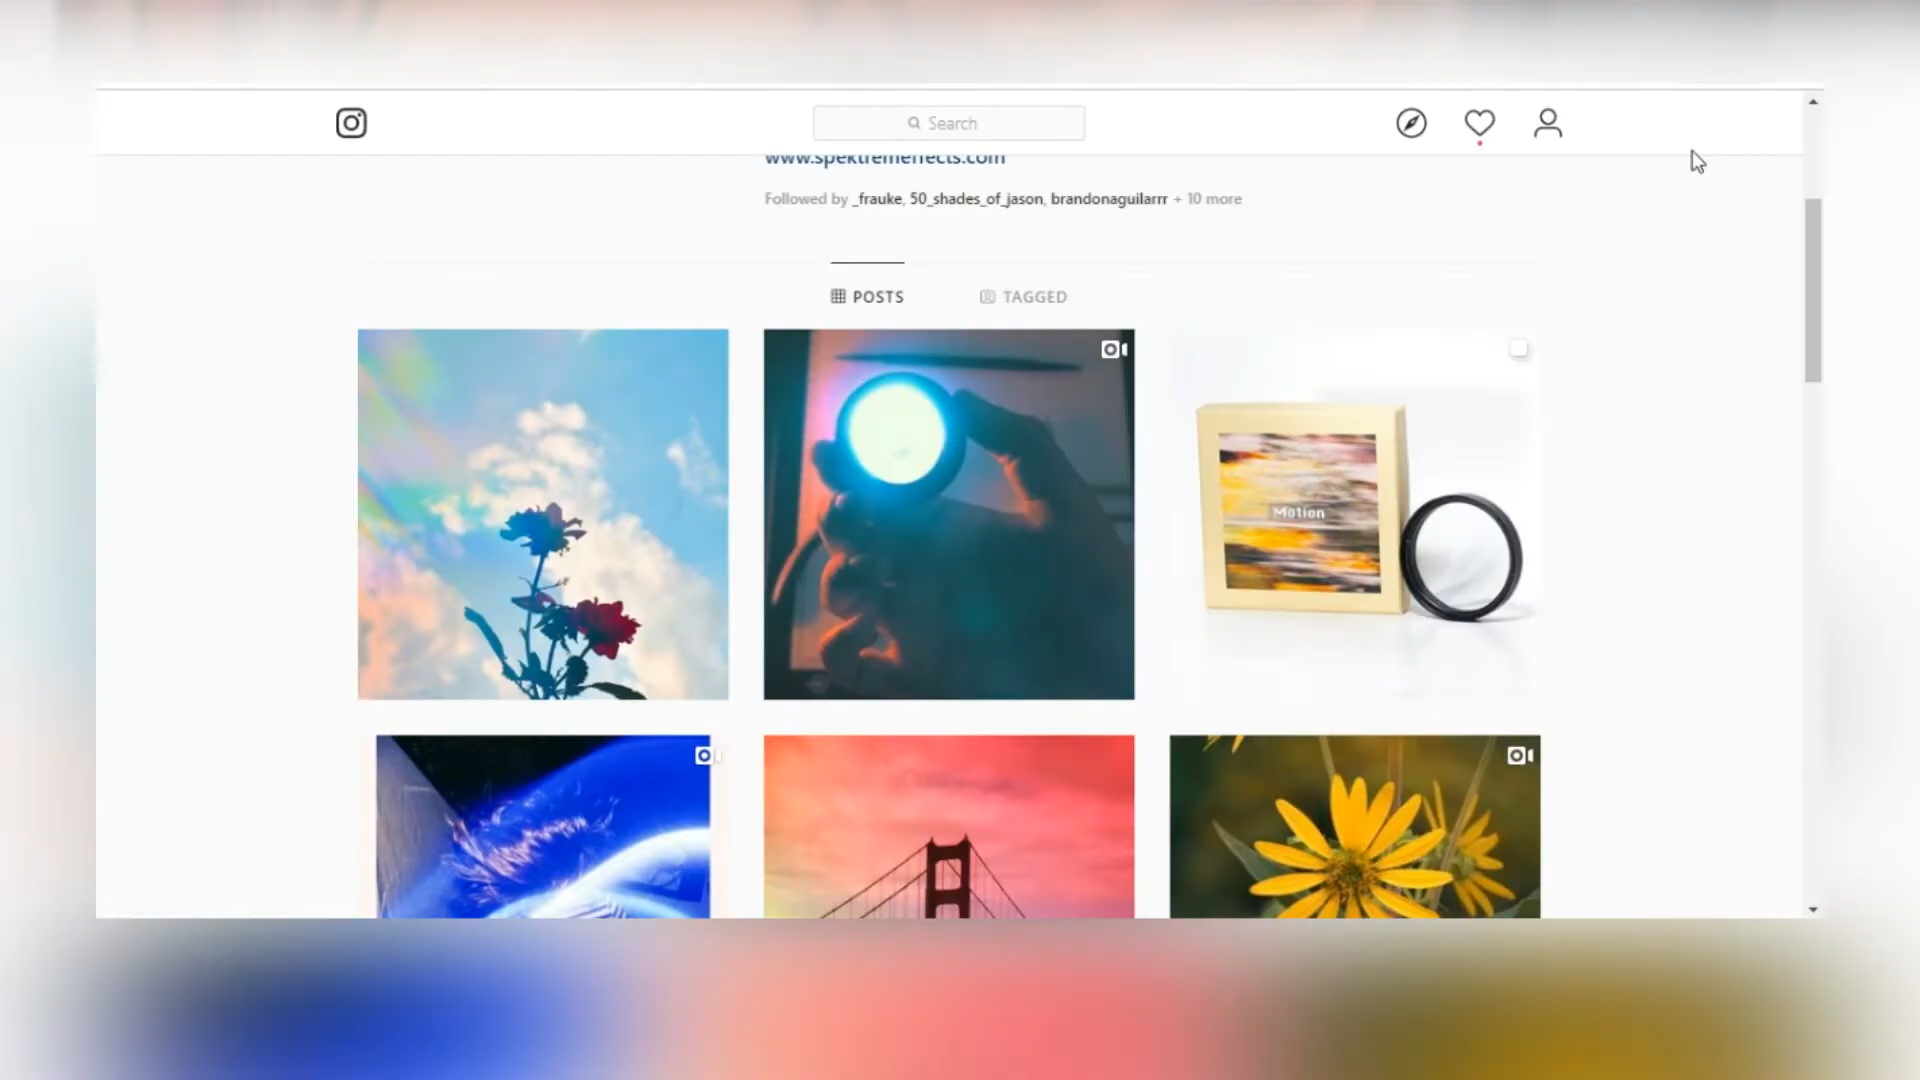 Search
www.spektremeffects.com
Followed by _frauke, 50_shades_of_jason, brandonaguilarrr + 10 more
POSTS
TAGGED
Motion